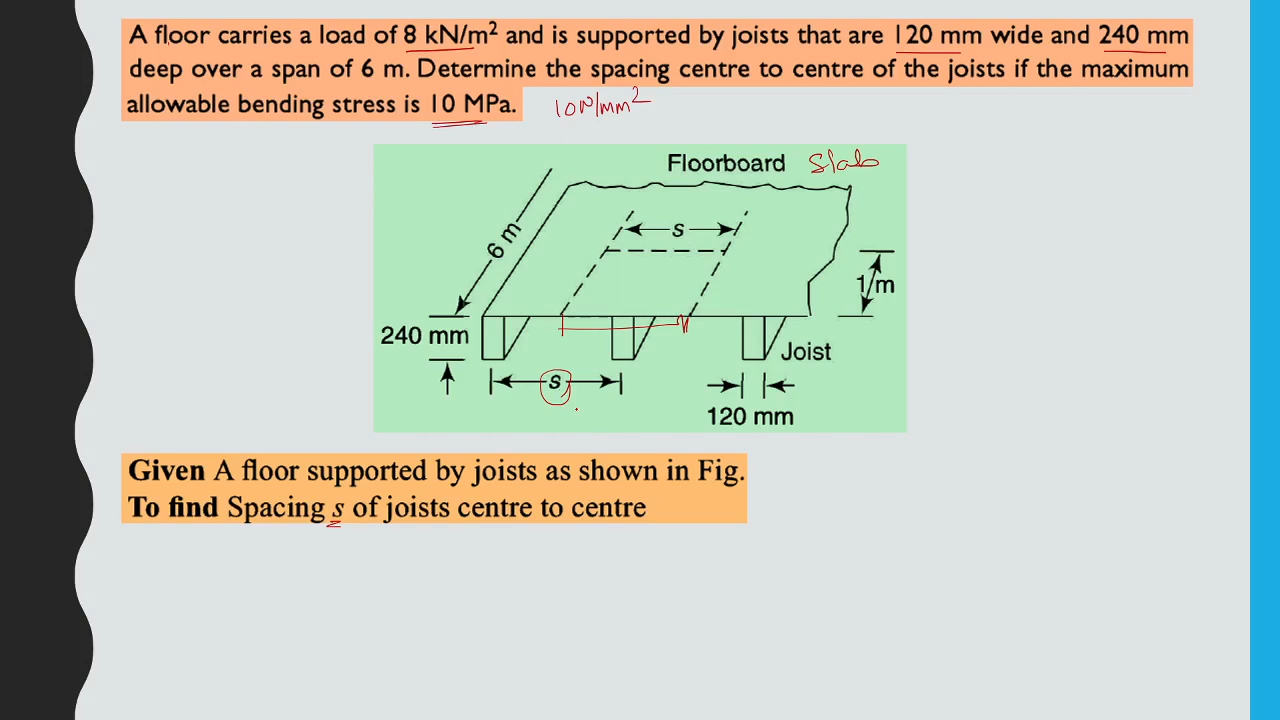 A floor carries a load of 8 kN/m² and is supported by joists that are 120 mm wide and 240 mm
deep over a span of 6 m. Determine the spacing centre to centre of the joists if the maximum
allowable bending stress is 10 MPa. 10N/mm²
Floorboard Slab
s
6 m
1 m
240 mm
Joist
s
120 mm
Given A floor supported by joists as shown in Fig.
To find Spacing s of joists centre to centre